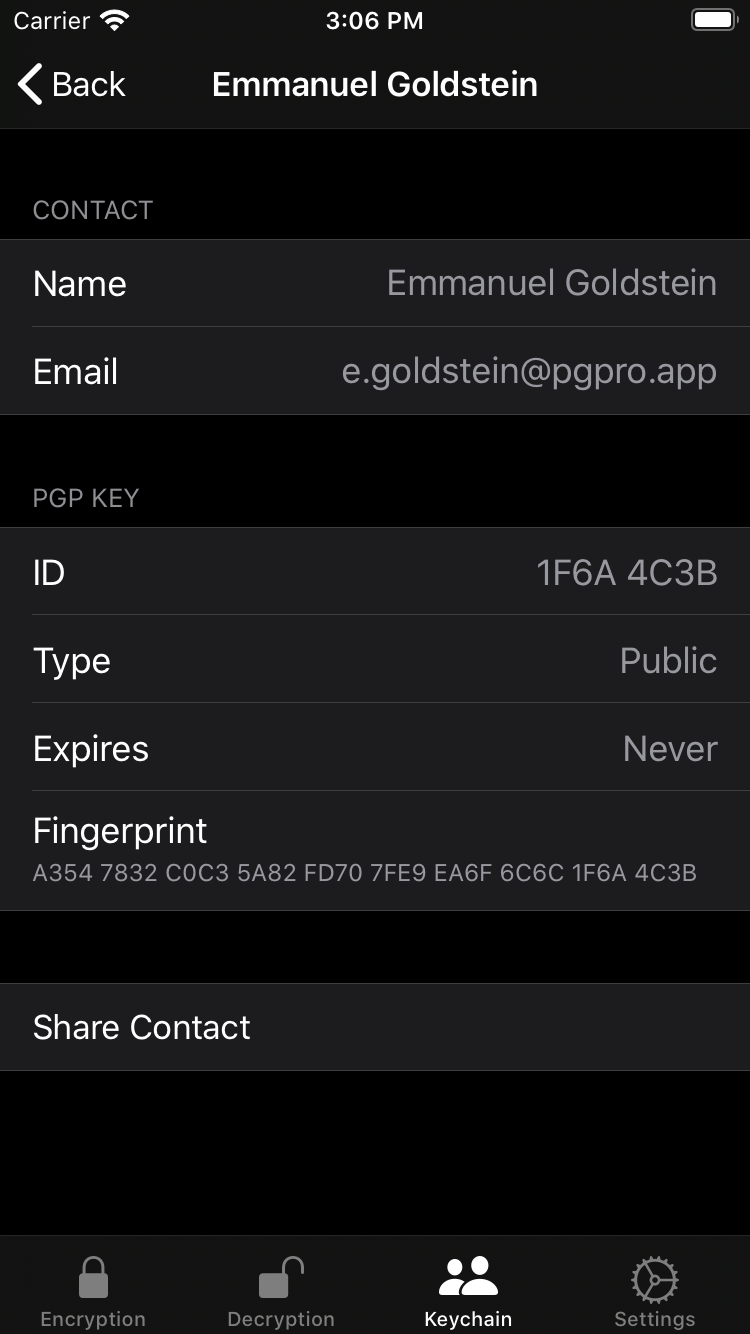 Carrier 3:06 PM
Back Emmanuel Goldstein
CONTACT
Name Emmanuel Goldstein
Email e.goldstein@pgpro.app
PGP KEY
ID 1F6A 4C3B
Type Public
Expires Never
Fingerprint
A354 7832 C0C3 5A82 FD70 7FE9 EA6F 6C6C 1F6A 4C3B
Share Contact
Encryption Decryption Keychain Settings